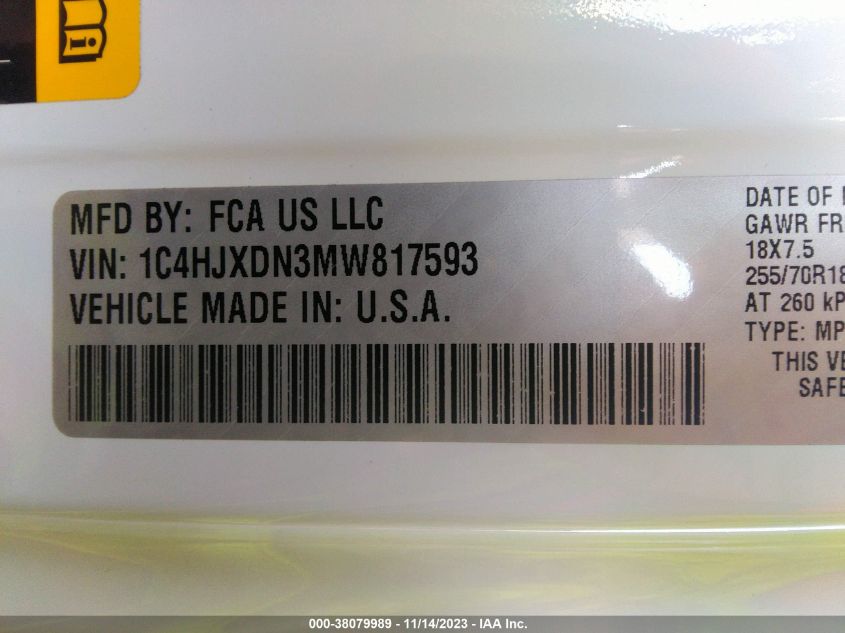 MFD BY: FCA US LLC
VIN: 1C4HJXDN3MW817593
VEHICLE MADE IN: U.S.A.
DATE OF
GAWR FR
18X7.5
255/70R18
AT 260 kP
TYPE: MP
THIS VE
SAFE
000-38079989 - 11/14/2023 - IAA Inc.